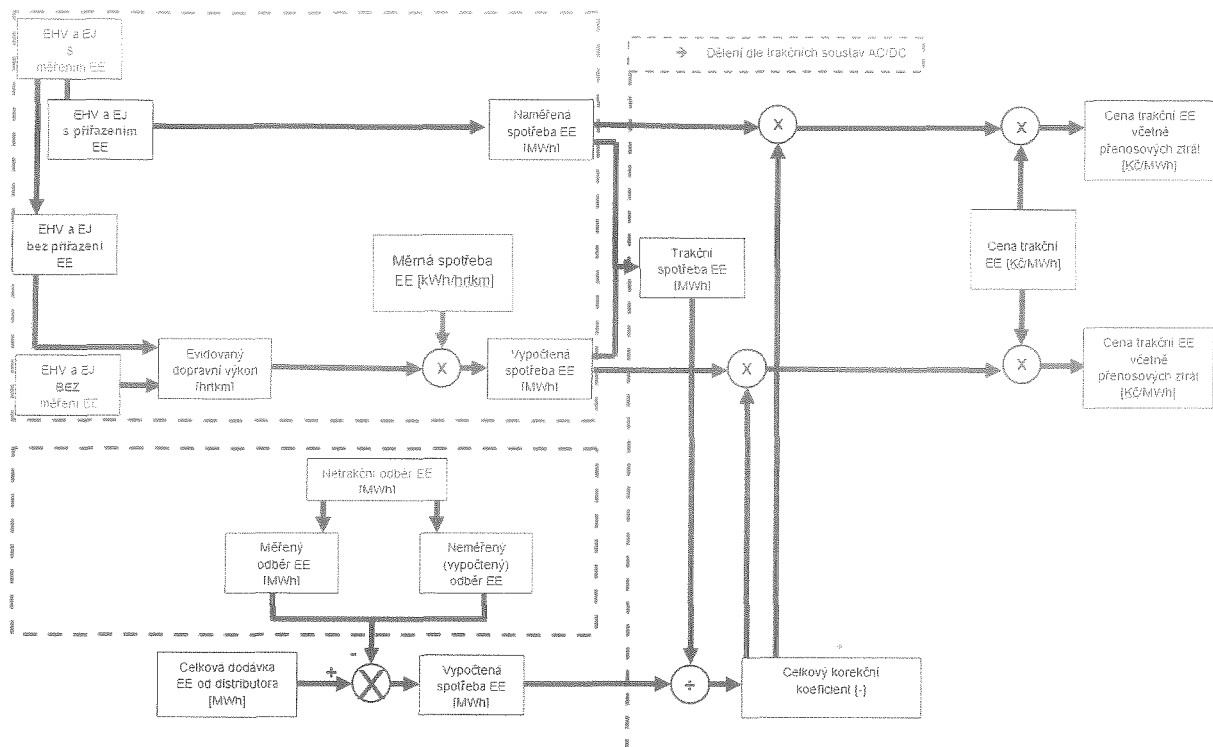 EHV a EJ
s
měřením EE
÷ Dělení dle trakčních soustav AC/DC
EHV a EJ
s přiřazením
EE
Naměřená
spotřeba EE
[MWh]
X
X
Cena trakční EE
včetně
přenosových ztrát
[Kč/MWh]
EHV a EJ
bez přiřazení
EE
Měrná spotřeba
EE [kWh/hrtkm]
Trakční
spotřeba EE
[MWh]
Cena trakční
EE [Kč/MWh]
EHV a EJ
BEZ
měření EE
Evidovaný
dopravní výkon
[hrtkm]
X
Vypočtená
spotřeba EE
[MWh]
X
X
Cena trakční EE
včetně
přenosových ztrát
[Kč/MWh]
Netrakční odběr EE
[MWh]
Měřený
odběr EE
[MWh]
Neměřený
(vypočtený)
odběr EE
-
+
Celková dodávka
EE od distributora
[MWh]
X
Vypočtená
spotřeba EE
[MWh]
÷
Celkový korekční
koeficient [-]